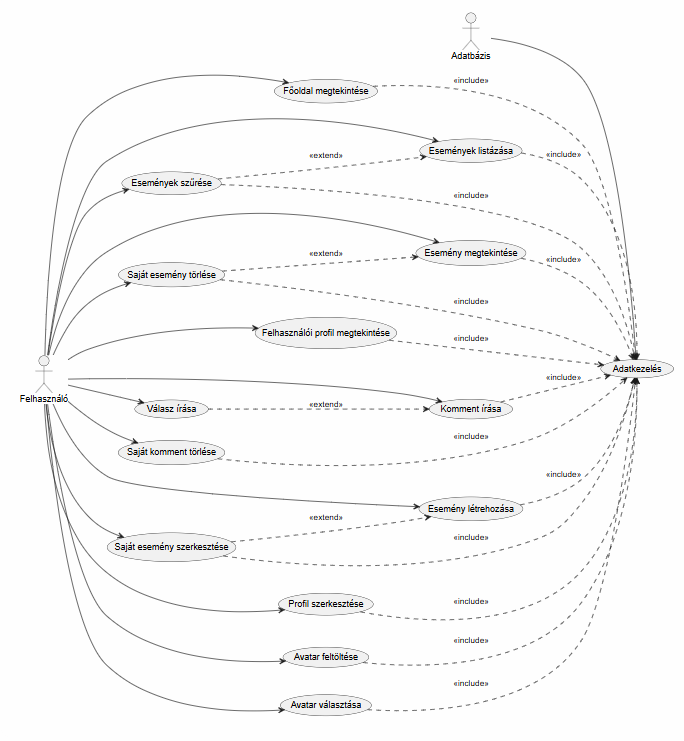 Adatbázis
«include»
Főoldal megtekintése
Események listázása
«extend»
«include»
Események szűrése
«include»
Esemény megtekintése
«extend»
«include»
Saját esemény törlése
«include»
Felhasználói profil megtekintése
«include»
Adatkezelés
«include»
Felhasználó
«extend»
Válasz írása
Komment írása
«include»
Saját komment törlése
«include»
Esemény létrehozása
«extend»
«include»
Saját esemény szerkesztése
«include»
Profil szerkesztése
«include»
Avatar feltöltése
«include»
Avatar választása